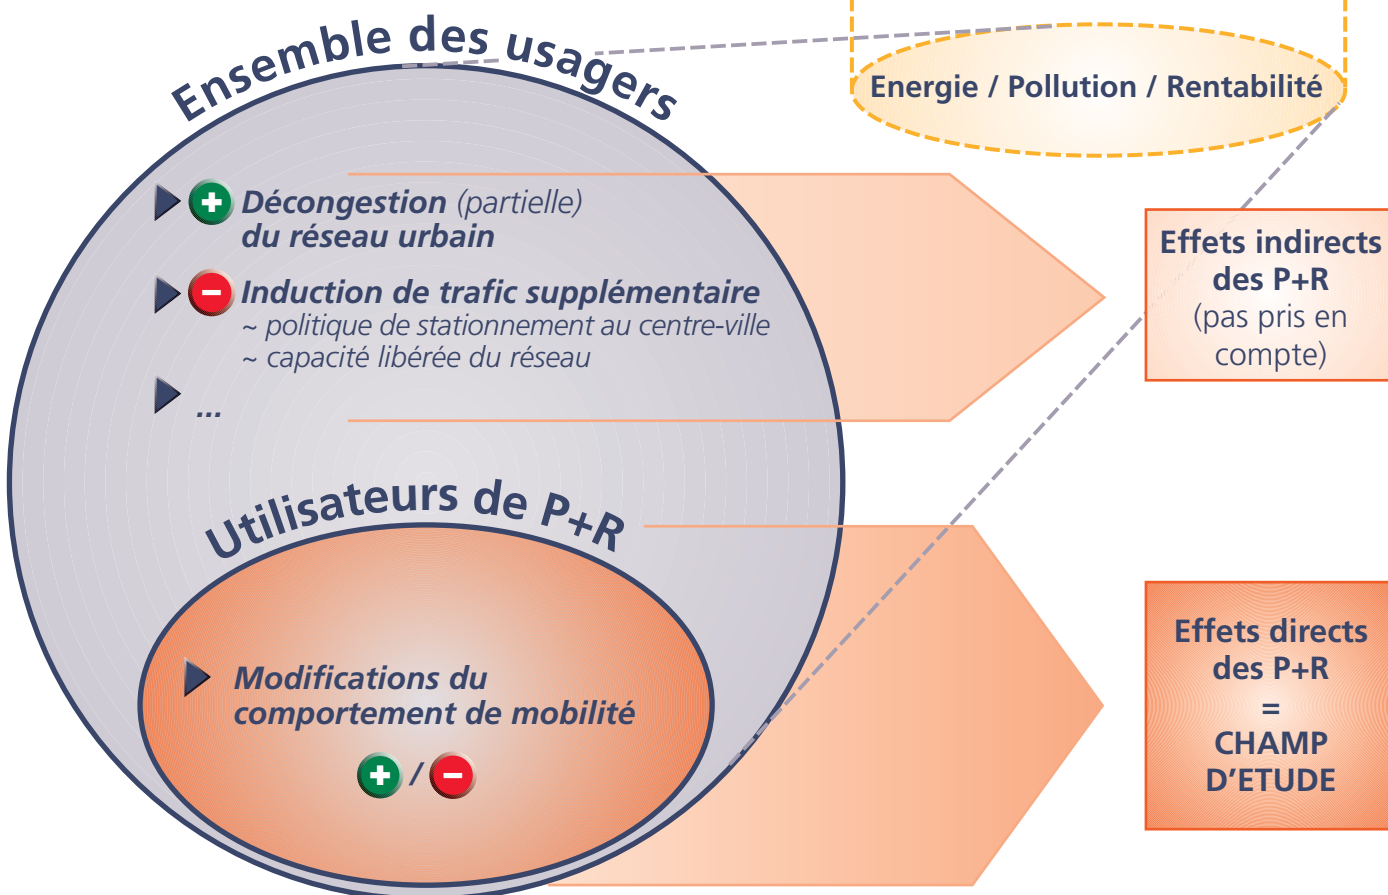 Ensemble des usagers
Energie / Pollution / Rentabilité
+ Décongestion (partielle)
du réseau urbain
− Induction de trafic supplémentaire
~ politique de stationnement au centre-ville
~ capacité libérée du réseau
...
Effets indirects
des P+R
(pas pris en
compte)
Utilisateurs de P+R
Modifications du
comportement de mobilité
+ / −
Effets directs
des P+R
=
CHAMP
D'ETUDE